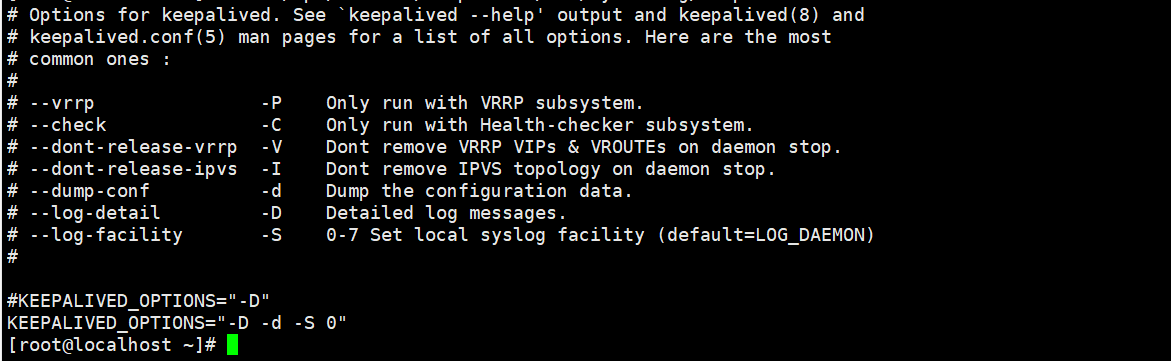 # Options for keepalived. See `keepalived --help' output and keepalived(8) and
# keepalived.conf(5) man pages for a list of all options. Here are the most
# common ones :
#
# --vrrp               -P    Only run with VRRP subsystem.
# --check              -C    Only run with Health-checker subsystem.
# --dont-release-vrrp  -V    Dont remove VRRP VIPs & VROUTEs on daemon stop.
# --dont-release-ipvs  -I    Dont remove IPVS topology on daemon stop.
# --dump-conf          -d    Dump the configuration data.
# --log-detail         -D    Detailed log messages.
# --log-facility       -S    0-7 Set local syslog facility (default=LOG_DAEMON)
#
#KEEPALIVED_OPTIONS="-D"
KEEPALIVED_OPTIONS="-D -d -S 0"
[root@localhost ~]#